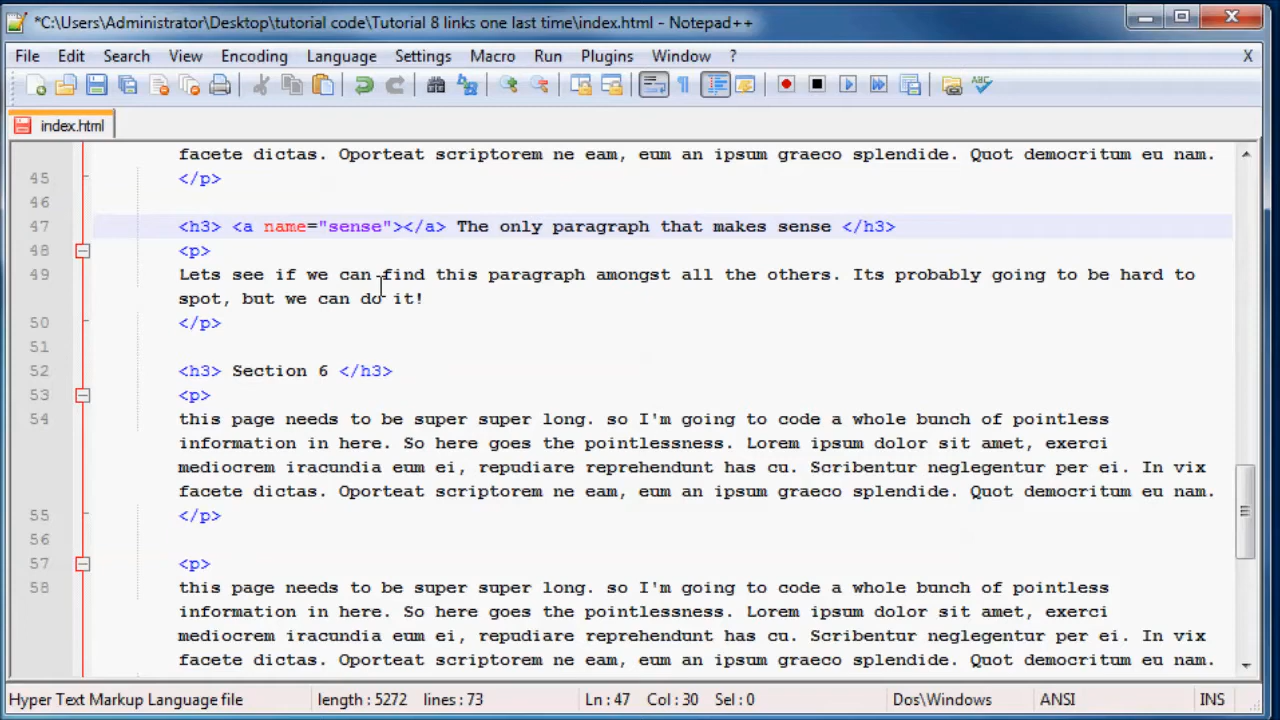 *C:\Users\Administrator\Desktop\tutorial code\Tutorial 8 links one last time\index.html - Notepad++
File Edit Search View Encoding Language Settings Macro Run Plugins Window ? X
ABC
index.html
facete dictas. Oporteat scriptorem ne eam, eum an ipsum graeco splendide. Quot democritum eu nam.
45 </p>
46
47 <h3> <a name="sense"></a> The only paragraph that makes sense </h3>
48 <p>
49 Lets see if we can find this paragraph amongst all the others. Its probably going to be hard to
spot, but we can do it!
50 </p>
51
52 <h3> Section 6 </h3>
53 <p>
54 this page needs to be super super long. so I'm going to code a whole bunch of pointless
information in here. So here goes the pointlessness. Lorem ipsum dolor sit amet, exerci
mediocrem iracundia eum ei, repudiare reprehendunt has cu. Scribentur neglegentur per ei. In vix
facete dictas. Oporteat scriptorem ne eam, eum an ipsum graeco splendide. Quot democritum eu nam.
55 </p>
56
57 <p>
58 this page needs to be super super long. so I'm going to code a whole bunch of pointless
information in here. So here goes the pointlessness. Lorem ipsum dolor sit amet, exerci
mediocrem iracundia eum ei, repudiare reprehendunt has cu. Scribentur neglegentur per ei. In vix
facete dictas. Oporteat scriptorem ne eam, eum an ipsum graeco splendide. Quot democritum eu nam.
Hyper Text Markup Language file length : 5272 lines : 73 Ln : 47 Col : 30 Sel : 0 Dos\Windows ANSI INS